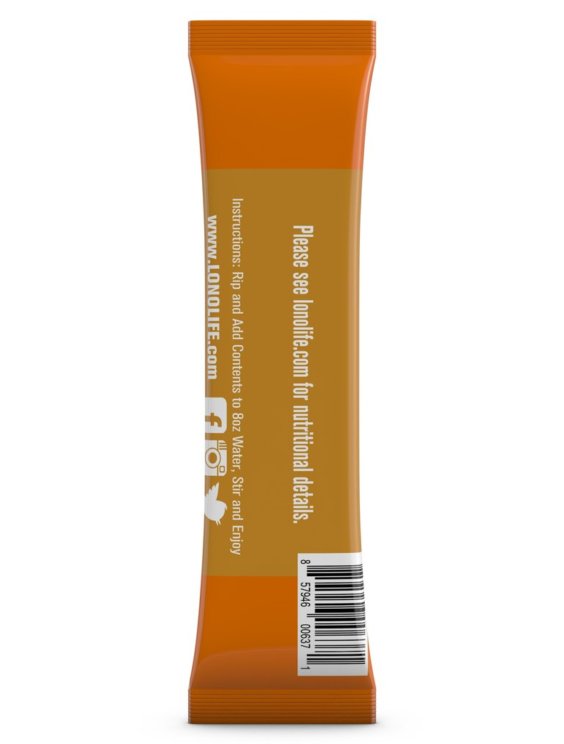 Please see lonolife.com for nutritional details.
Instructions: Rip and Add Contents to 8oz Water, Stir and Enjoy
www.LONOLIFE.com
8 57946 00637 1